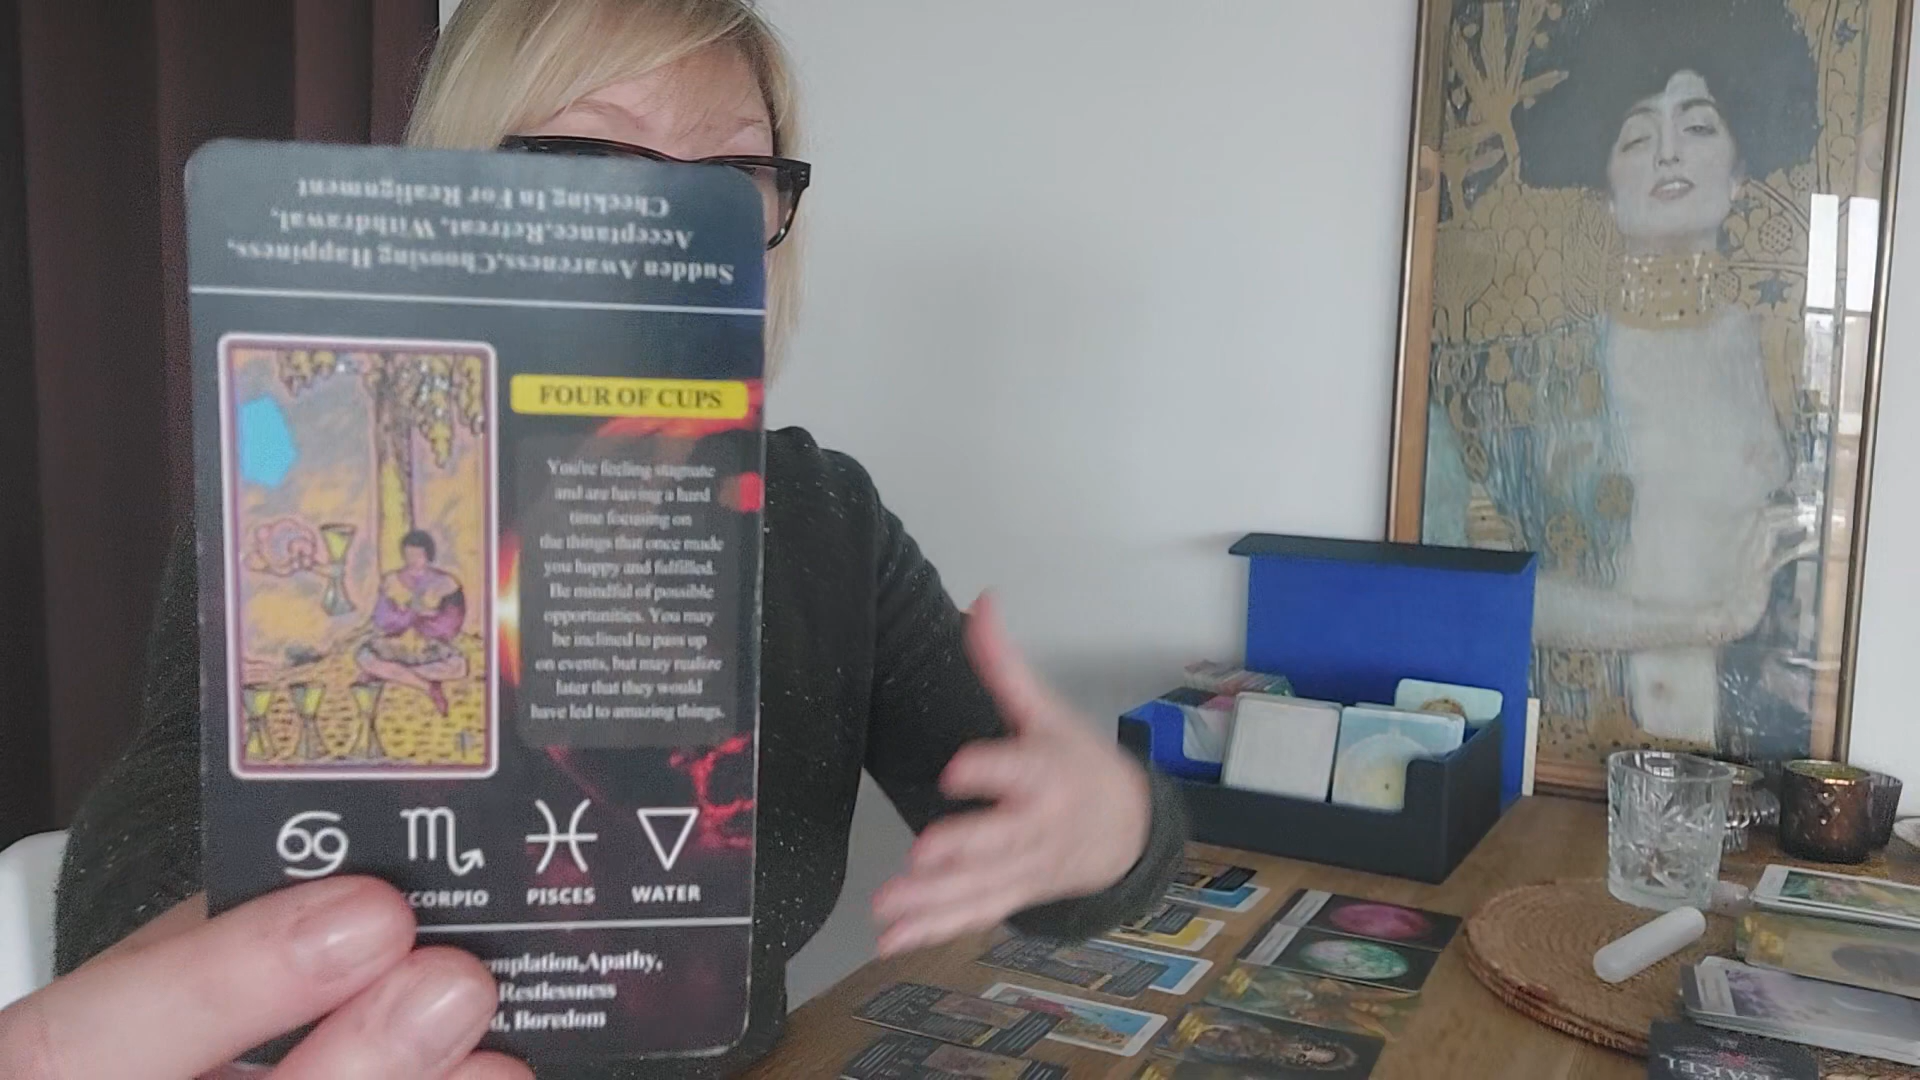 Sudden Awareness,Choosing Happiness,
Acceptance,Retreat, Withdrawal,
Checking In For Realignment
FOUR OF CUPS
You're feeling stagnate
and are having a hard
time focusing on
the things that once made
you happy and fulfilled.
Be mindful of possible
opportunities. You may
be inclined to pass up
on events, but may realize
later that they would
have led to amazing things.
CORPIO PISCES WATER
mplation,Apathy,
Restlessness
d, Boredom